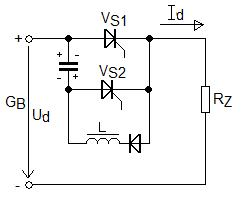 VS1
Id
+
+ -
- +
VS2
GB
Ud
RZ
L
-